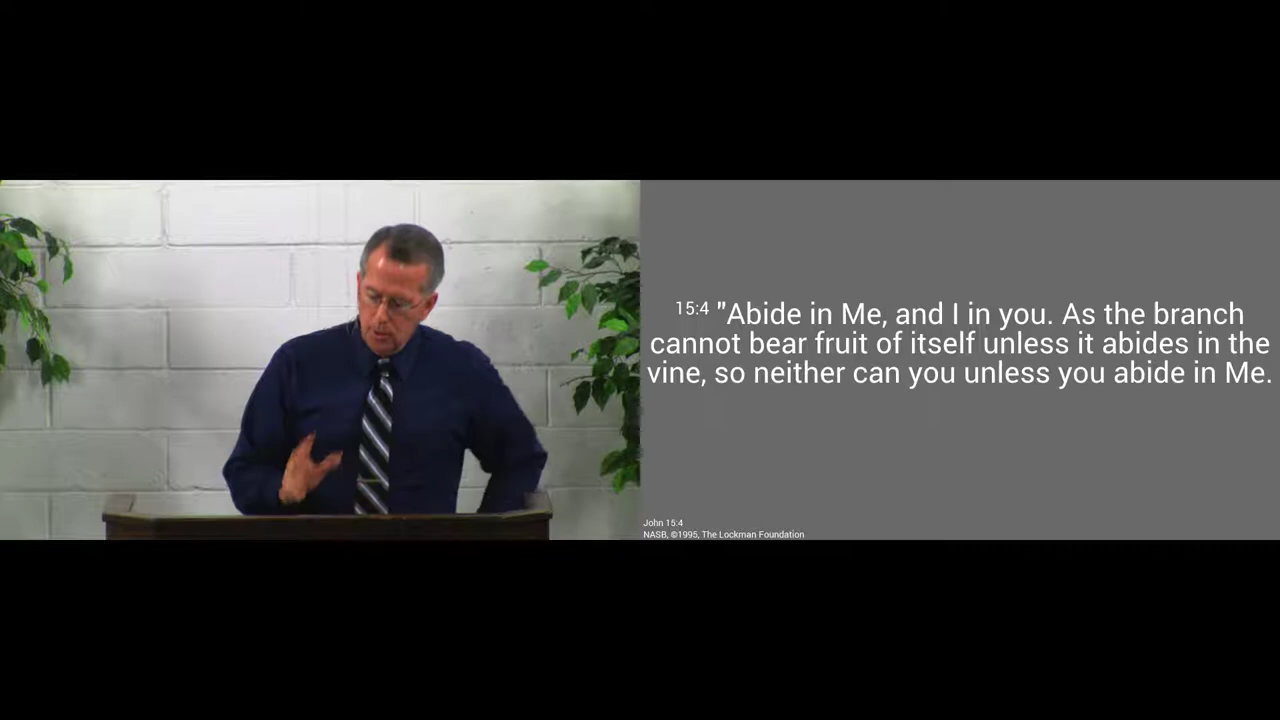 15:4 "Abide in Me, and I in you. As the branch
cannot bear fruit of itself unless it abides in the
vine, so neither can you unless you abide in Me.
John 15:4
NASB, ©1995, The Lockman Foundation